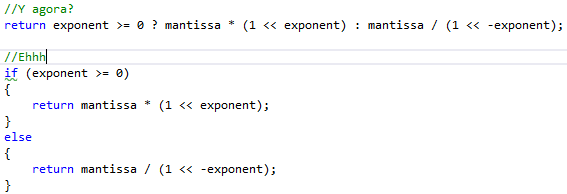 //Y agora?
return exponent >= 0 ? mantissa * (1 << exponent) : mantissa / (1 << -exponent);
//Ehhh
if (exponent >= 0)
{
    return mantissa * (1 << exponent);
}
else
{
    return mantissa / (1 << -exponent);
}